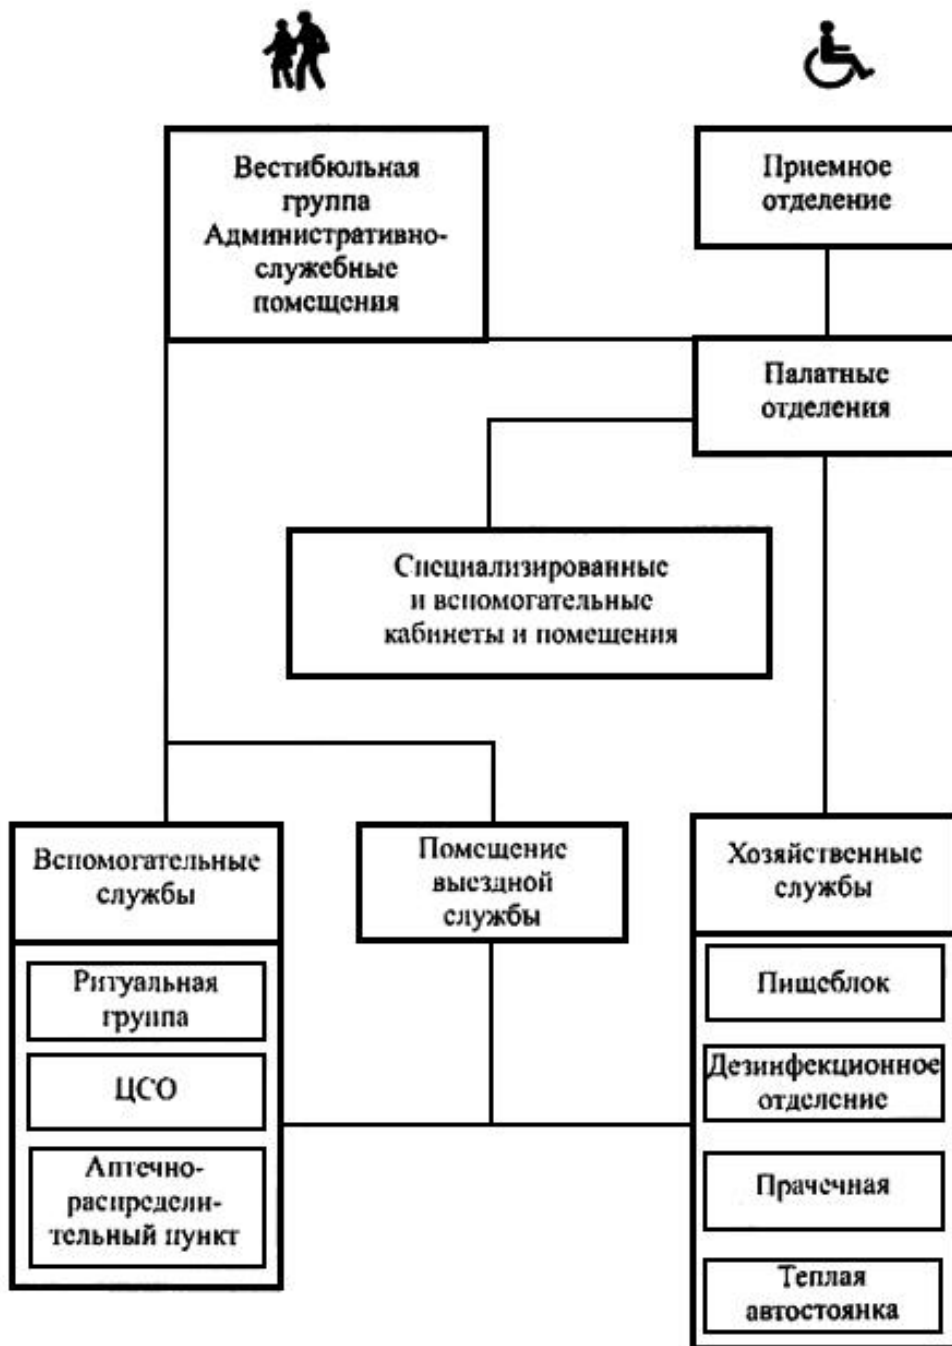 Вестибюльная
группа
Административно-
служебные
помещения
Приемное
отделение
Палатные
отделения
Специализированные
и вспомогательные
кабинеты и помещения
Вспомогательные
службы
Ритуальная
группа
ЦСО
Аптечно-
распредели-
тельный пункт
Помещение
выездной
службы
Хозяйственные
службы
Пищеблок
Дезинфекционное
отделение
Прачечная
Теплая
автостоянка